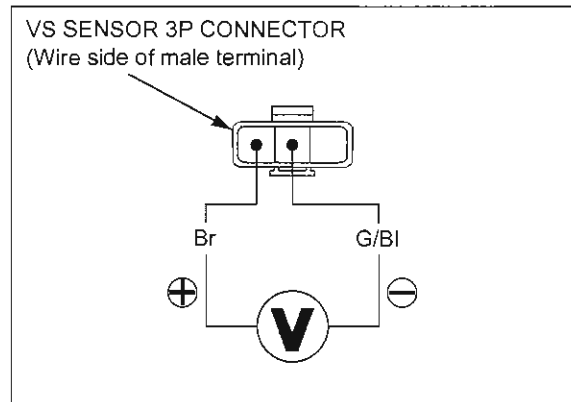 VS SENSOR 3P CONNECTOR
(Wire side of male terminal)
Br
G/Bl
+
−
V